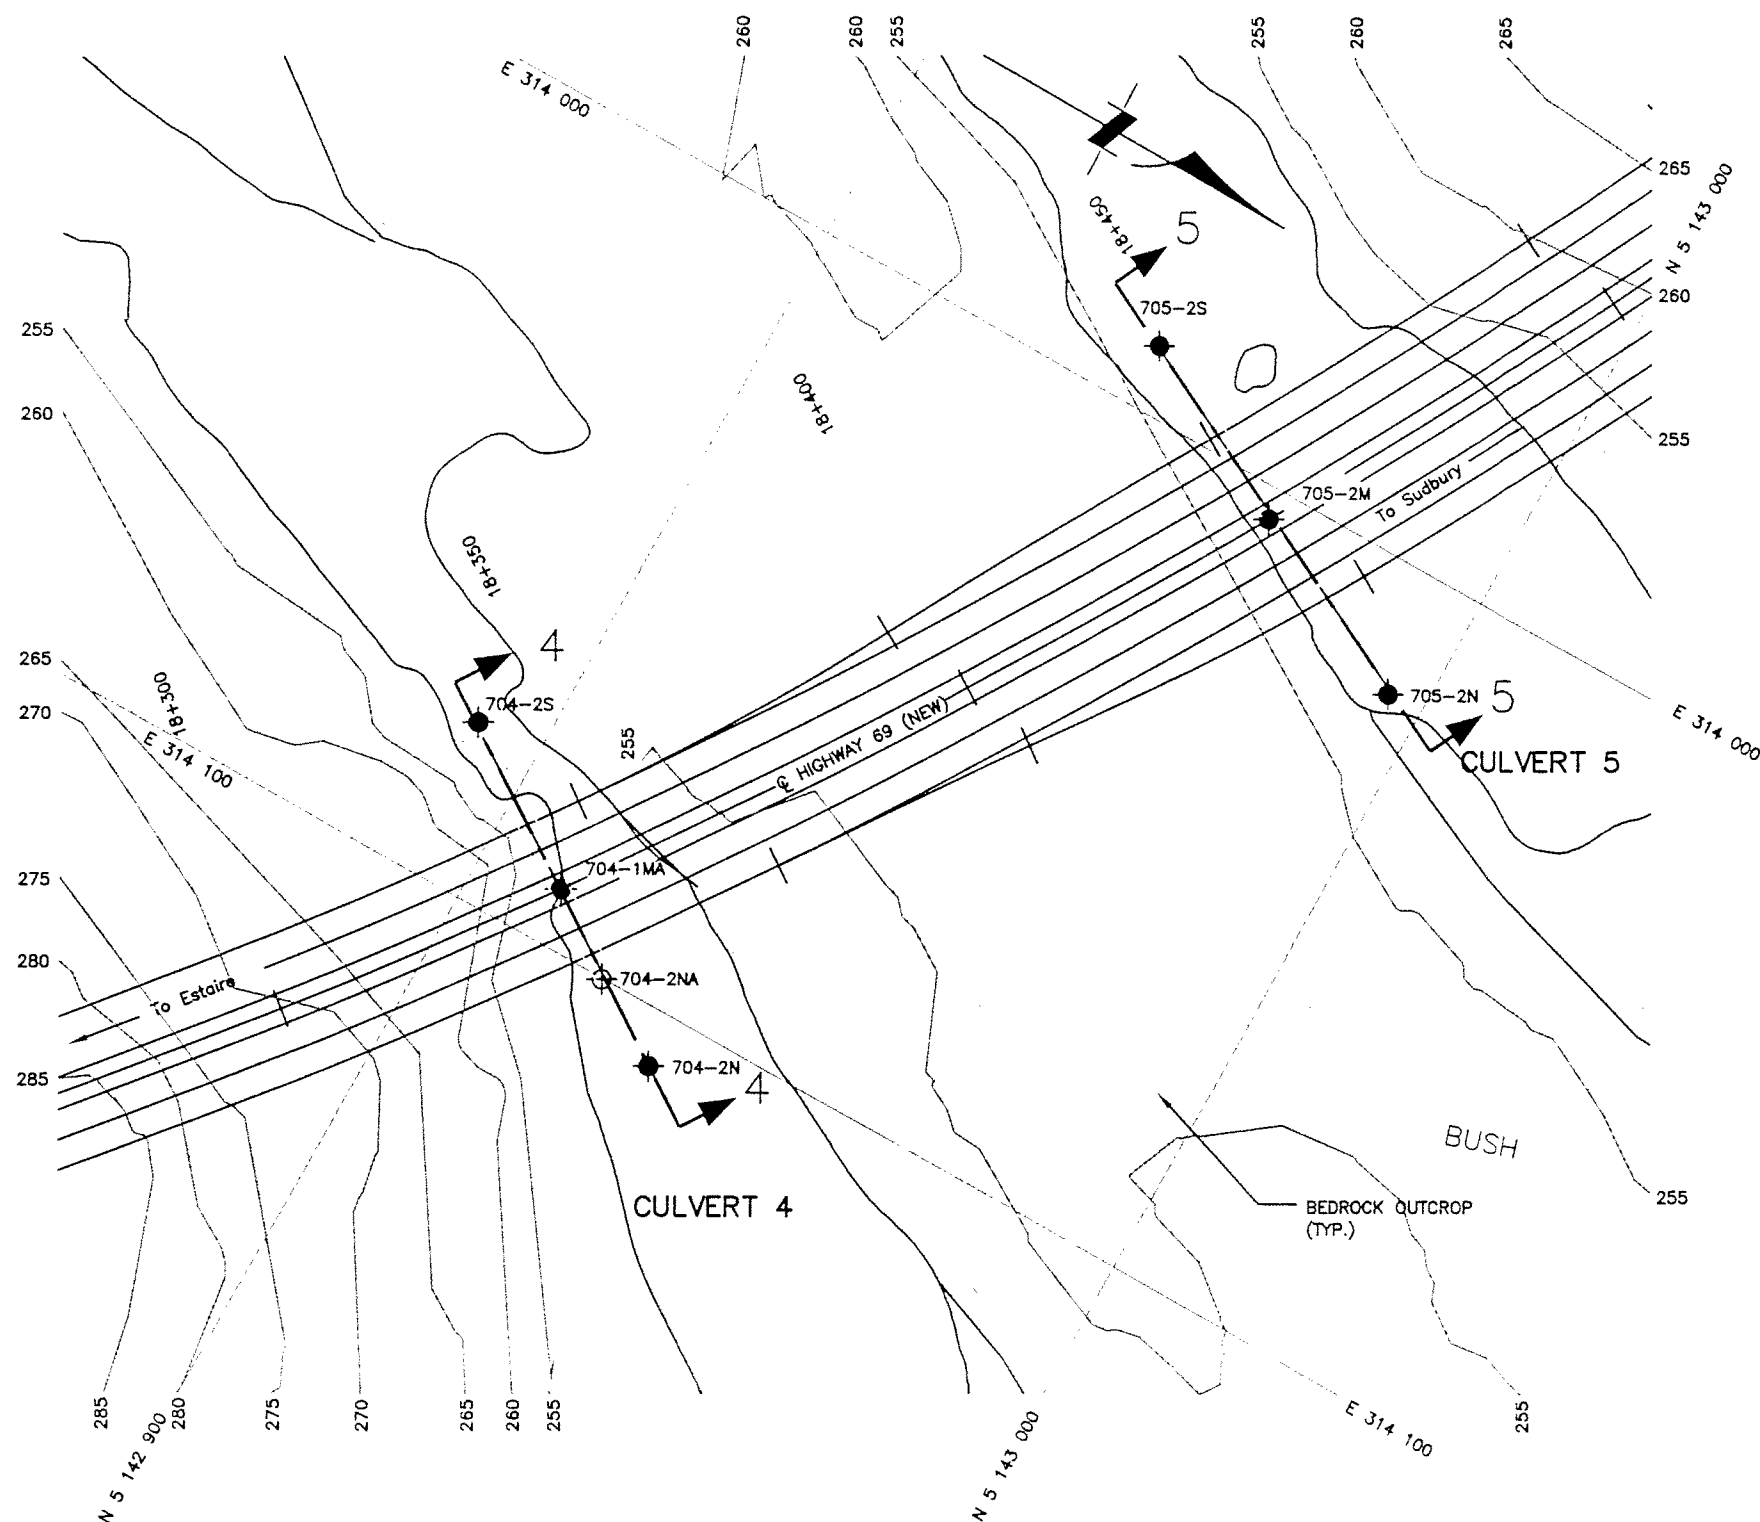 260
260
255
255
260
265
E 314 000
265
N 5 143 000
18+450
5
260
705-2S
255
260
18+400
255
705-2M
To Sudbury
18+350
4
265
18+300
704-2S
705-2N
5
270
E 314 100
255
℄ HIGHWAY 69 (NEW)
E 314 000
CULVERT 5
704-1MA
275
280
To Estaire
704-2NA
285
704-2N
4
BUSH
CULVERT 4
BEDROCK OUTCROP
(TYP.)
255
285
280
275
270
265
260
255
N 5 142 900
N 5 143 000
E 314 100
255